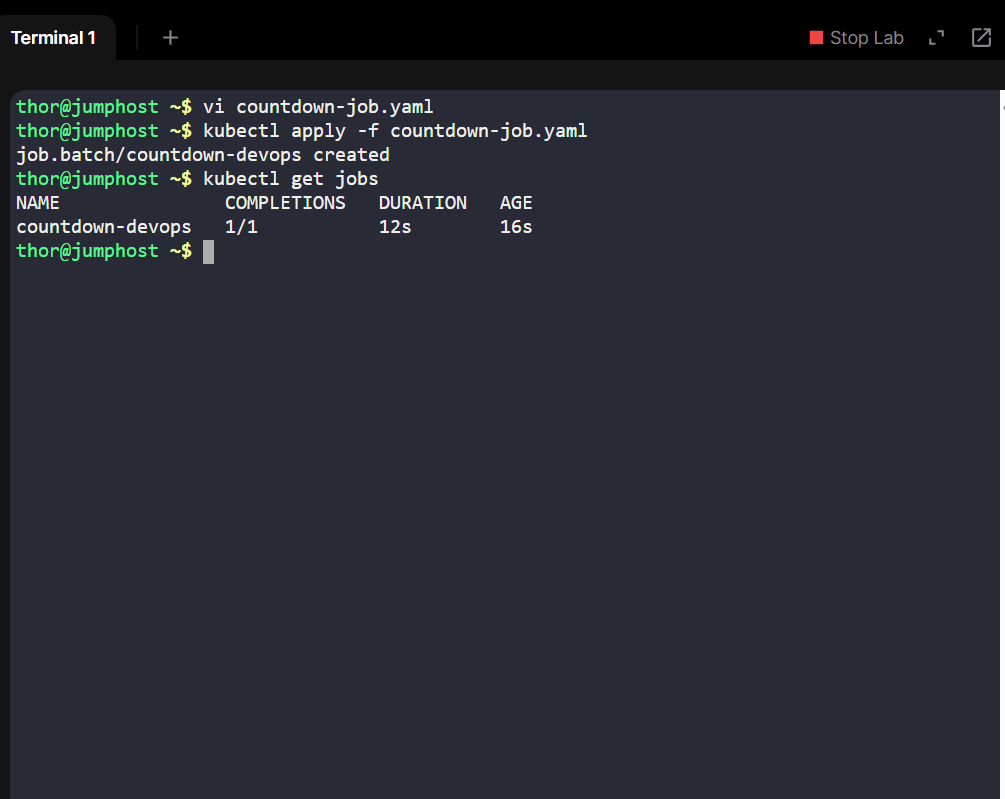 Terminal 1 + Stop Lab
thor@jumphost ~$ vi countdown-job.yaml
thor@jumphost ~$ kubectl apply -f countdown-job.yaml
job.batch/countdown-devops created
thor@jumphost ~$ kubectl get jobs
NAME               COMPLETIONS   DURATION   AGE
countdown-devops   1/1           12s        16s
thor@jumphost ~$